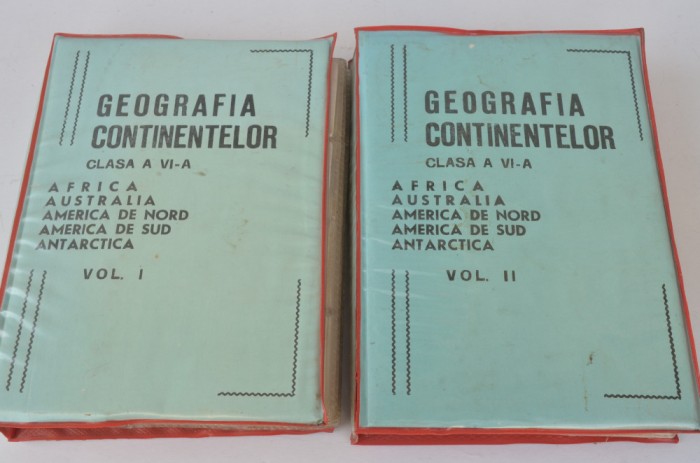 GEOGRAFIA
CONTINENTELOR
CLASA A VI-A
AFRICA
AUSTRALIA
AMERICA DE NORD
AMERICA DE SUD
ANTARCTICA
VOL. I
GEOGRAFIA
CONTINENTELOR
CLASA A VI-A
AFRICA
AUSTRALIA
AMERICA DE NORD
AMERICA DE SUD
ANTARCTICA
VOL. II